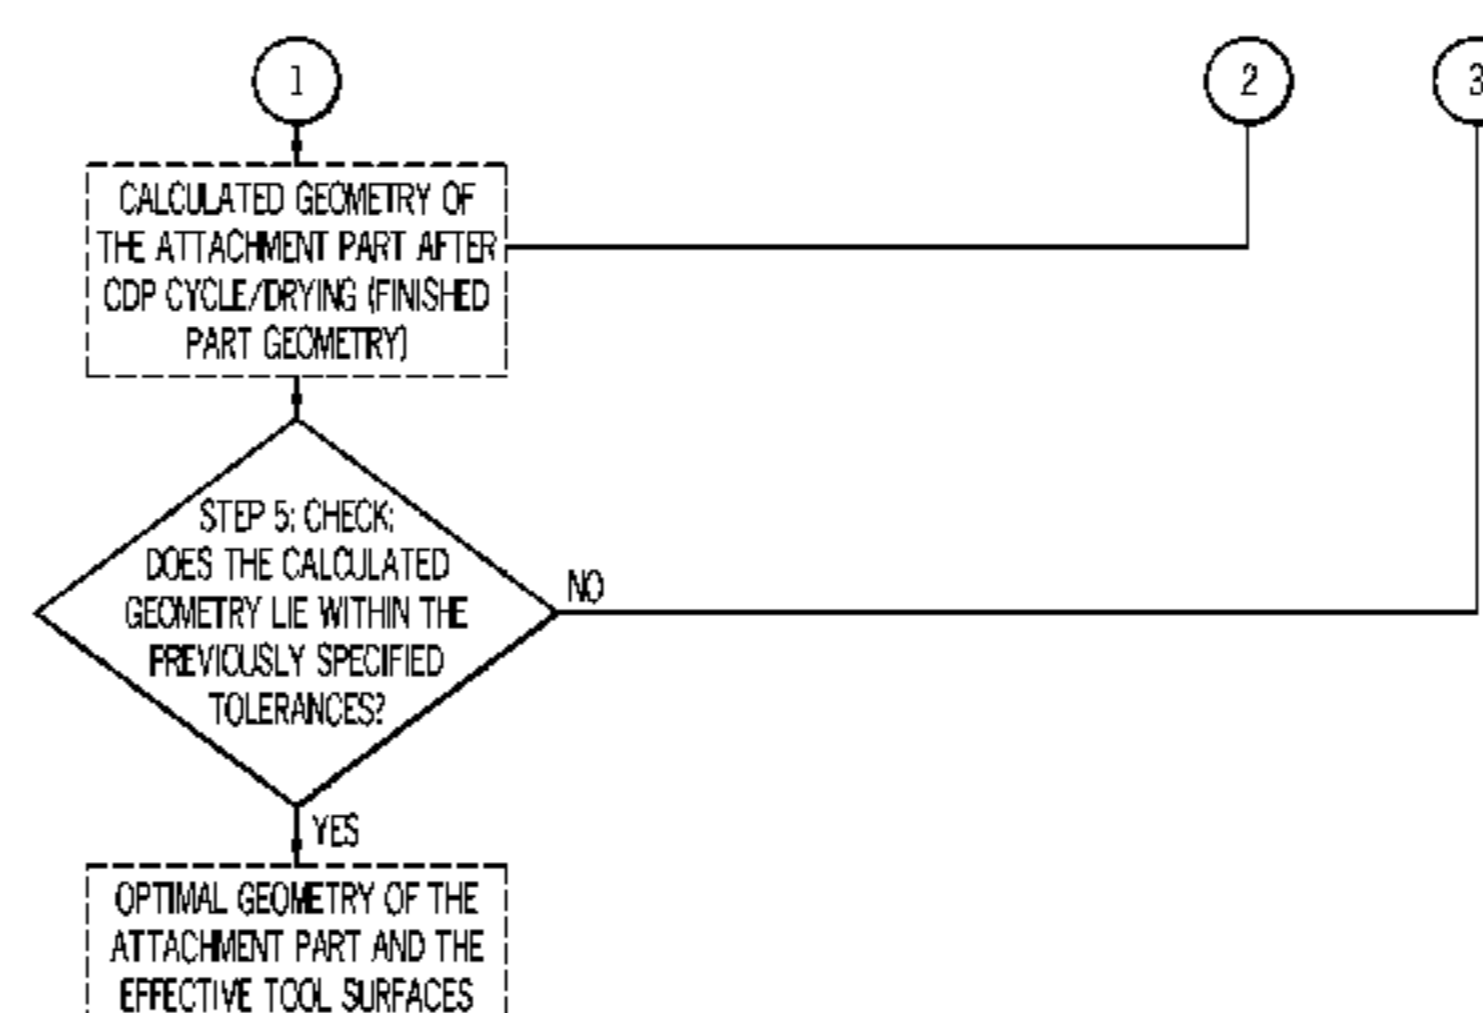 1
2
3
CALCULATED GEOMETRY OF
THE ATTACHMENT PART AFTER
CDP CYCLE/DRYING (FINISHED
PART GEOMETRY)
STEP 5: CHECK:
DOES THE CALCULATED
GEOMETRY LIE WITHIN THE
PREVIOUSLY SPECIFIED
TOLERANCES?
NO
YES
OPTIMAL GEOMETRY OF THE
ATTACHMENT PART AND THE
EFFECTIVE TOOL SURFACES